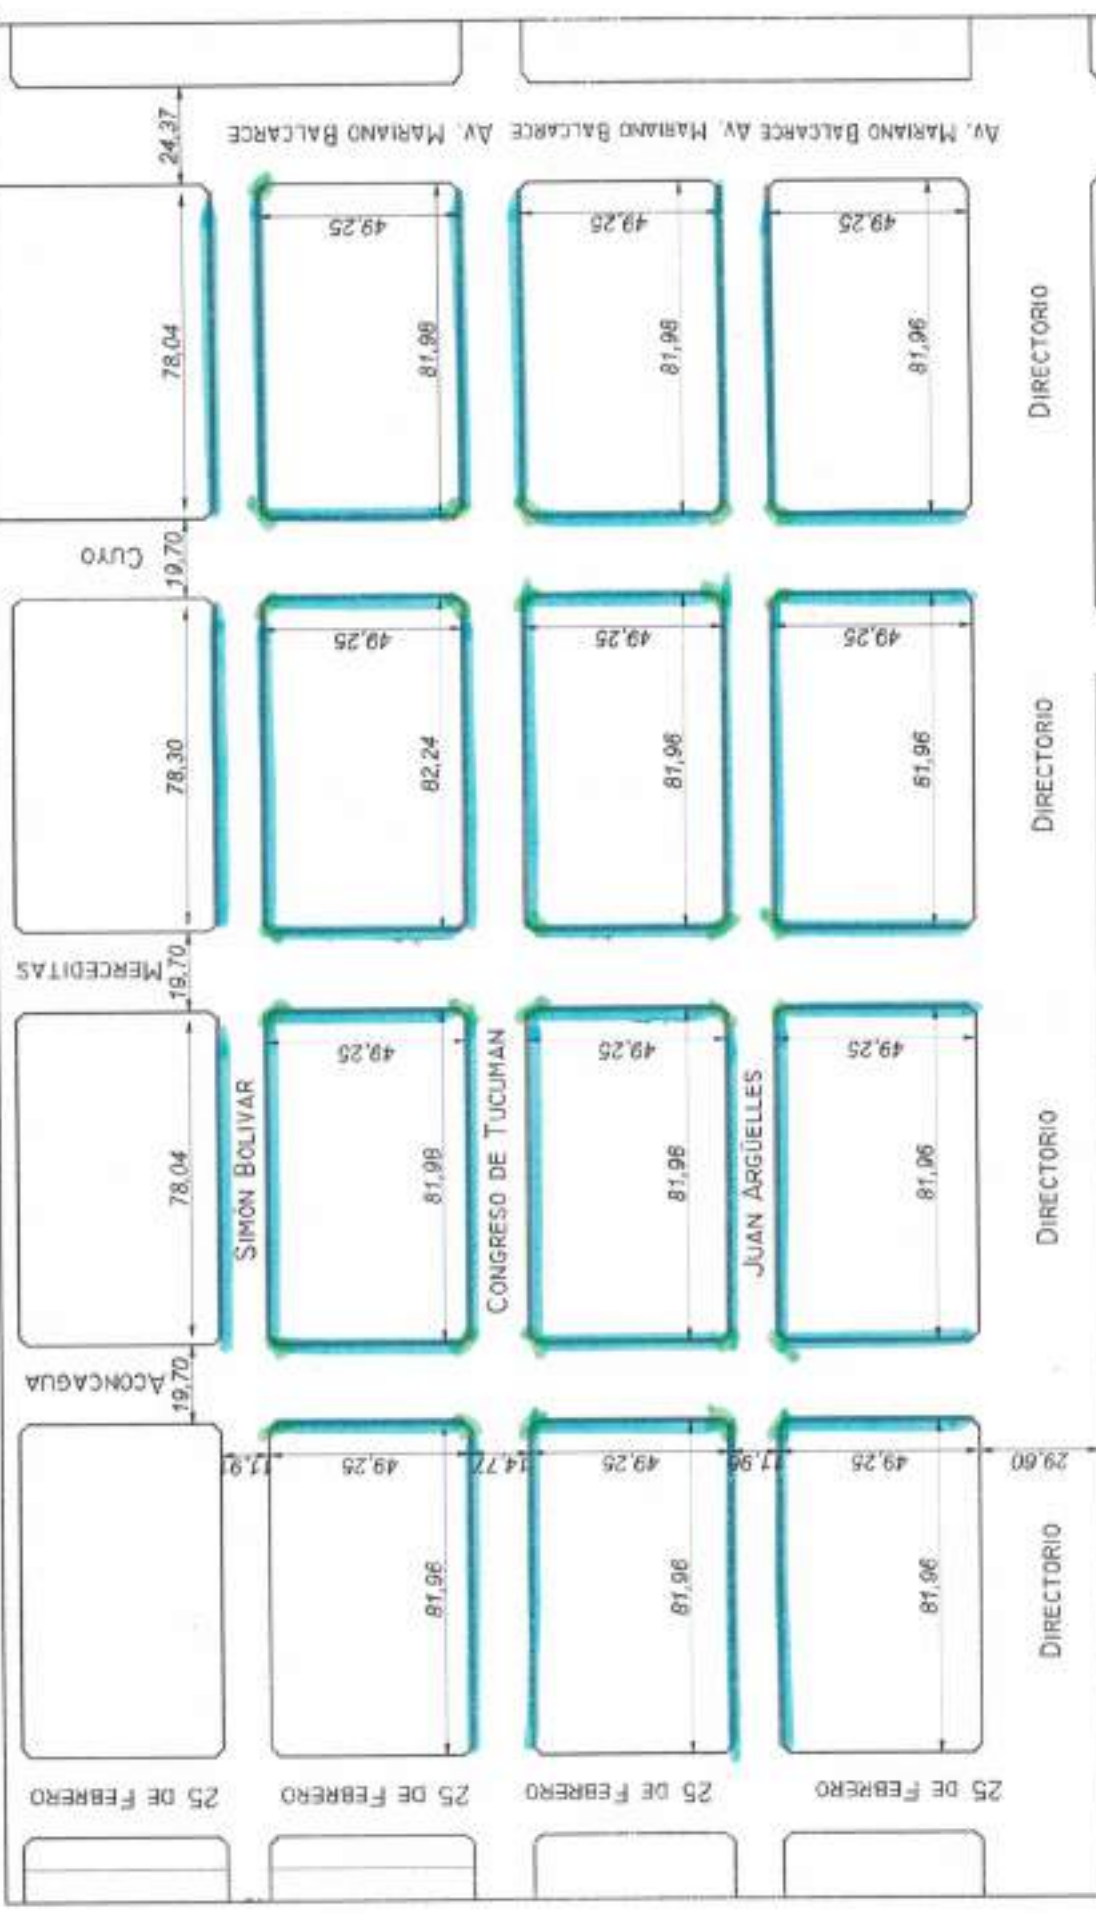 24,37
AV. MARIANO BALCARCE
AV. MARIANO BALCARCE
AV. MARIANO BALCARCE
49,25
49,25
49,25
78,04
81,98
81,98
81,96
DIRECTORIO
CUYO
19,70
49,25
49,25
49,25
78,30
82,24
81,96
81,96
DIRECTORIO
MERCEDITAS
19,70
49,25
49,25
49,25
78,04
SIMÓN BOLIVAR
81,98
CONGRESO DE TUCUMAN
81,96
JUAN ARGÜELLES
81,96
DIRECTORIO
ACONCAGUA
19,70
49,25
14,77
49,25
11,96
49,25
29,60
81,96
81,96
81,96
DIRECTORIO
25 DE FEBRERO
25 DE FEBRERO
25 DE FEBRERO
25 DE FEBRERO